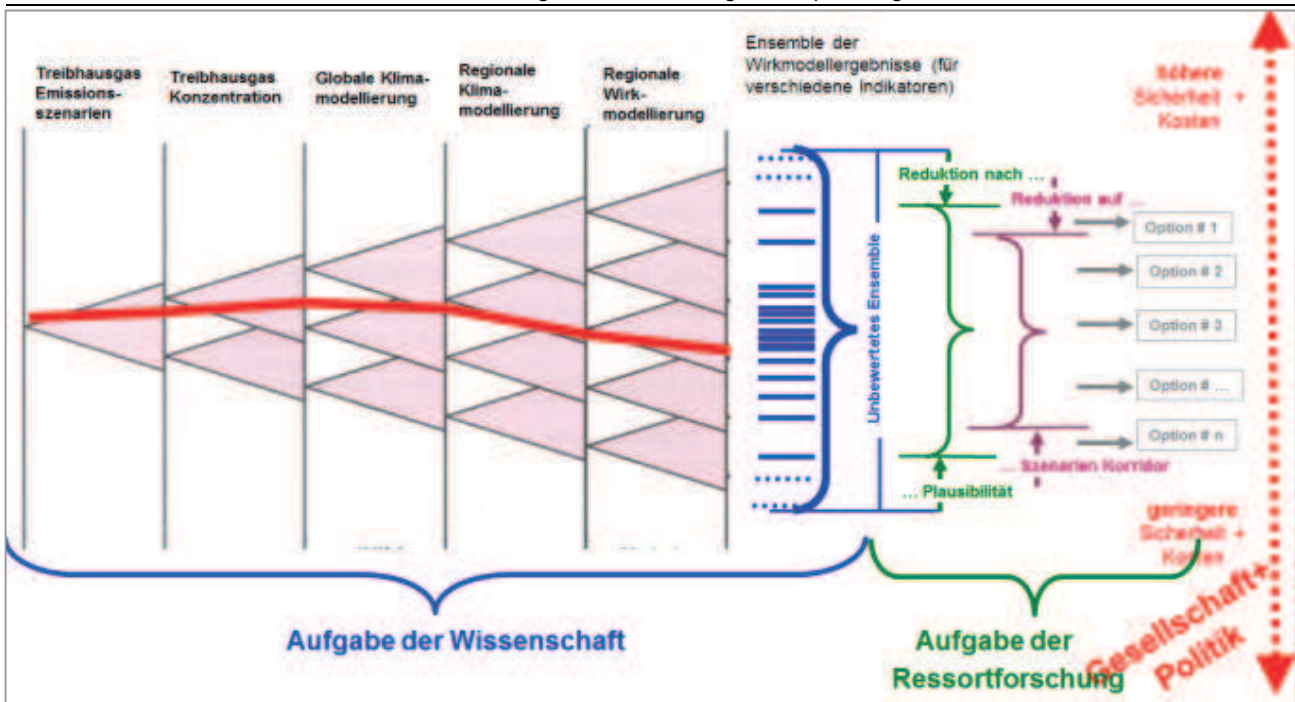 Treibhausgas
Emissions-
szenarien
Treibhausgas
Konzentration
Globale Klima-
modellierung
Regionale
Klima-
modellierung
Regionale
Wirk-
modellierung
Ensemble der
Wirkmodellergebnisse (für
verschiedene Indikatoren)
höhere
Sicherheit +
Kosten
Unbewertetes Ensemble
Reduktion nach ...
... Plausibilität
Reduktion auf ...
... Szenarien Korridor
Option # 1
Option # 2
Option # 3
Option # ...
Option # n
geringere
Sicherheit +
Kosten
Aufgabe der Wissenschaft
Aufgabe der
Ressortforschung
Gesellschaft+
Politik